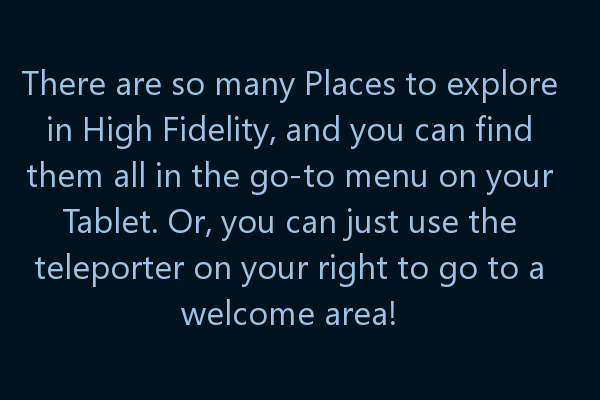 There are so many Places to explore
in High Fidelity, and you can find
them all in the go-to menu on your
Tablet. Or, you can just use the
teleporter on your right to go to a
welcome area!